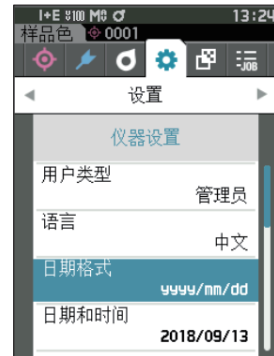 I+E M0 13:24
样品色 0001
JOB
设置
仪器设置
用户类型
管理员
语言
中文
日期格式
yyyy/mm/dd
日期和时间
2018/09/13